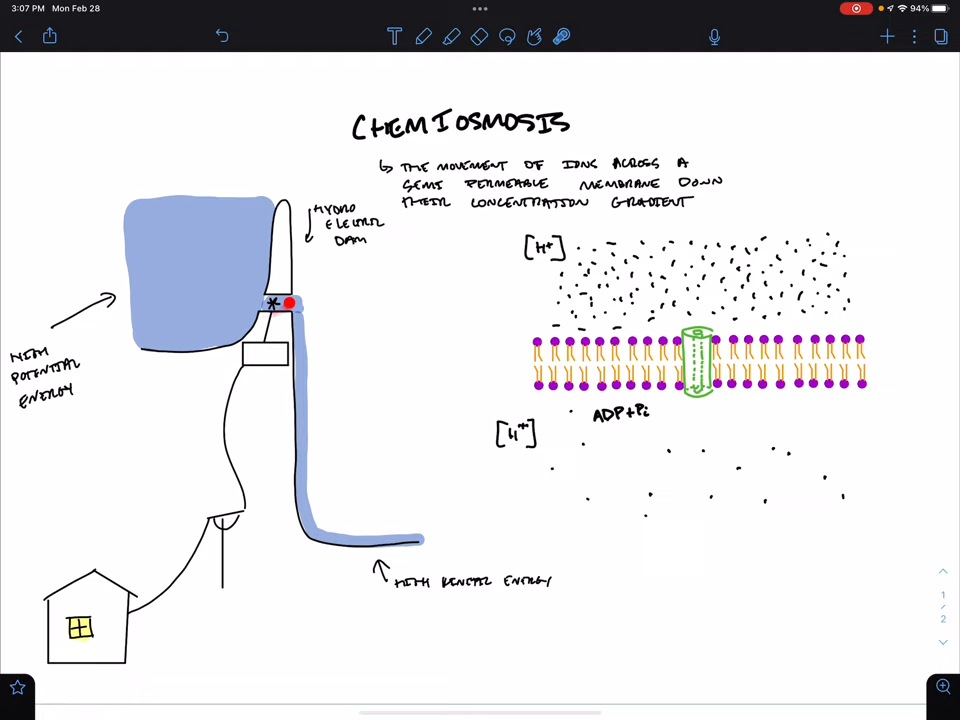 3:07 PM Mon Feb 28
94%
CHEMIOSMOSIS
↳ THE MOVEMENT OF IONS ACROSS A
SEMI PERMEABLE MEMBRANE DOWN
THEIR CONCENTRATION GRADIENT
HYDRO
ELECTRIC
DAM
[H+]
HIGH
POTENTIAL
ENERGY
ADP+Pi
[H+]
HIGH KINETIC ENERGY
1
/
2